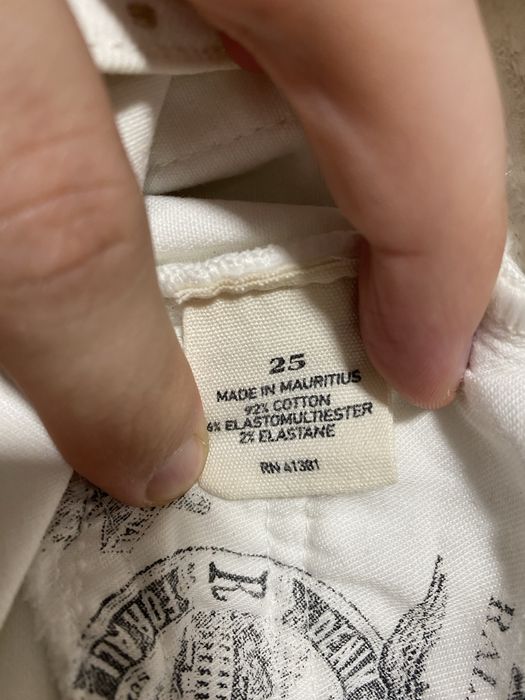 25
MADE IN MAURITIUS
92% COTTON
6% ELASTOMULTIESTER
2% ELASTANE
RN 41381
R